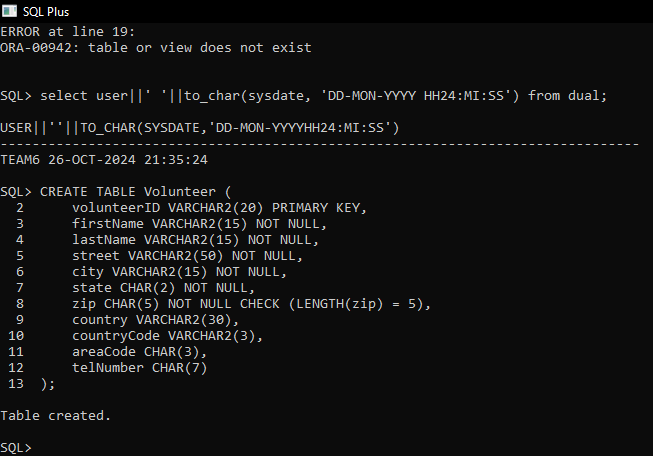 SQL Plus
ERROR at line 19:
ORA-00942: table or view does not exist
SQL> select user||' '||to_char(sysdate, 'DD-MON-YYYY HH24:MI:SS') from dual;
USER||''||TO_CHAR(SYSDATE,'DD-MON-YYYYHH24:MI:SS')
--------------------------------------------------------------------------------
TEAM6 26-OCT-2024 21:35:24
SQL> CREATE TABLE Volunteer (
  2      volunteerID VARCHAR2(20) PRIMARY KEY,
  3      firstName VARCHAR2(15) NOT NULL,
  4      lastName VARCHAR2(15) NOT NULL,
  5      street VARCHAR2(50) NOT NULL,
  6      city VARCHAR2(15) NOT NULL,
  7      state CHAR(2) NOT NULL,
  8      zip CHAR(5) NOT NULL CHECK (LENGTH(zip) = 5),
  9      country VARCHAR2(30),
 10      countryCode VARCHAR2(3),
 11      areaCode CHAR(3),
 12      telNumber CHAR(7)
 13  );
Table created.
SQL>